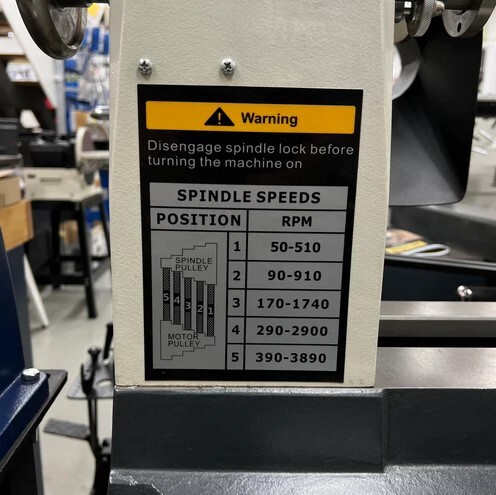 Warning
Disengage spindle lock before
turning the machine on
SPINDLE SPEEDS
POSITION RPM
SPINDLE
PULLEY
5 4 3 2 1
MOTOR
PULLEY
1 50-510
2 90-910
3 170-1740
4 290-2900
5 390-3890